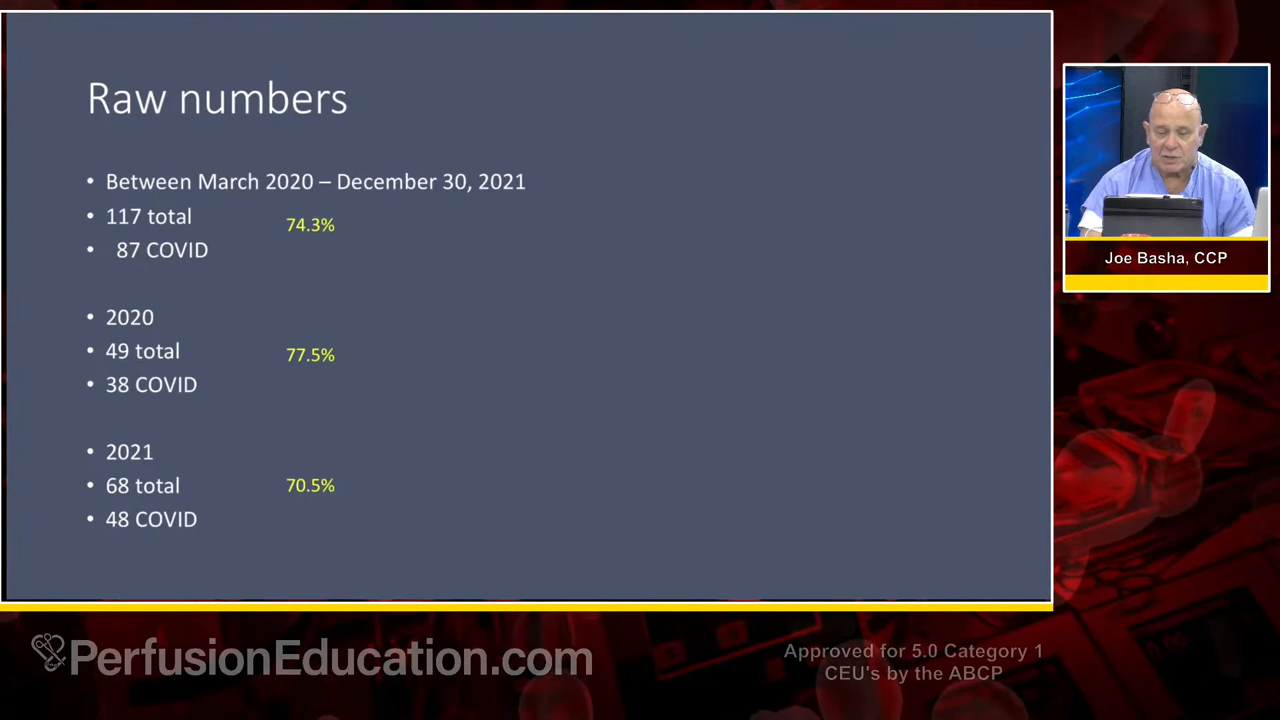 Raw numbers
• Between March 2020 – December 30, 2021
• 117 total 74.3%
• 87 COVID
• 2020
• 49 total 77.5%
• 38 COVID
• 2021
• 68 total 70.5%
• 48 COVID
Joe Basha, CCP
PerfusionEducation.com
Approved for 5.0 Category 1
CEU's by the ABCP